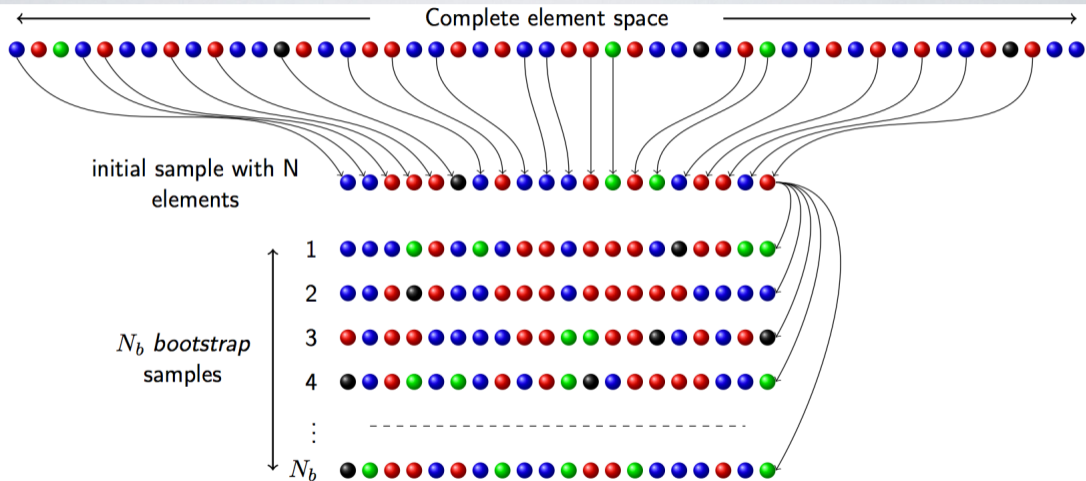 Complete element space
initial sample with N
elements
1
2
3
4
⋮
N_b
N_b bootstrap
samples